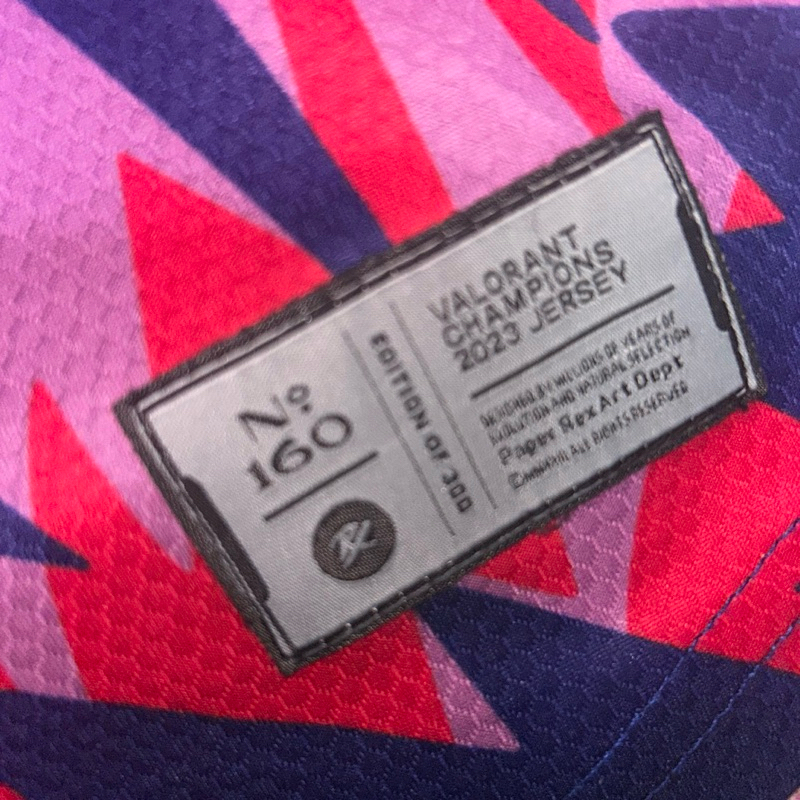 No.
160
EDITION OF 300
VALORANT
CHAMPIONS
2023 JERSEY
DESIGNED BY MILLIONS OF YEARS OF
EVOLUTION AND NATURAL SELECTION
Paper Rex Art Dept
ALL RIGHTS RESERVED